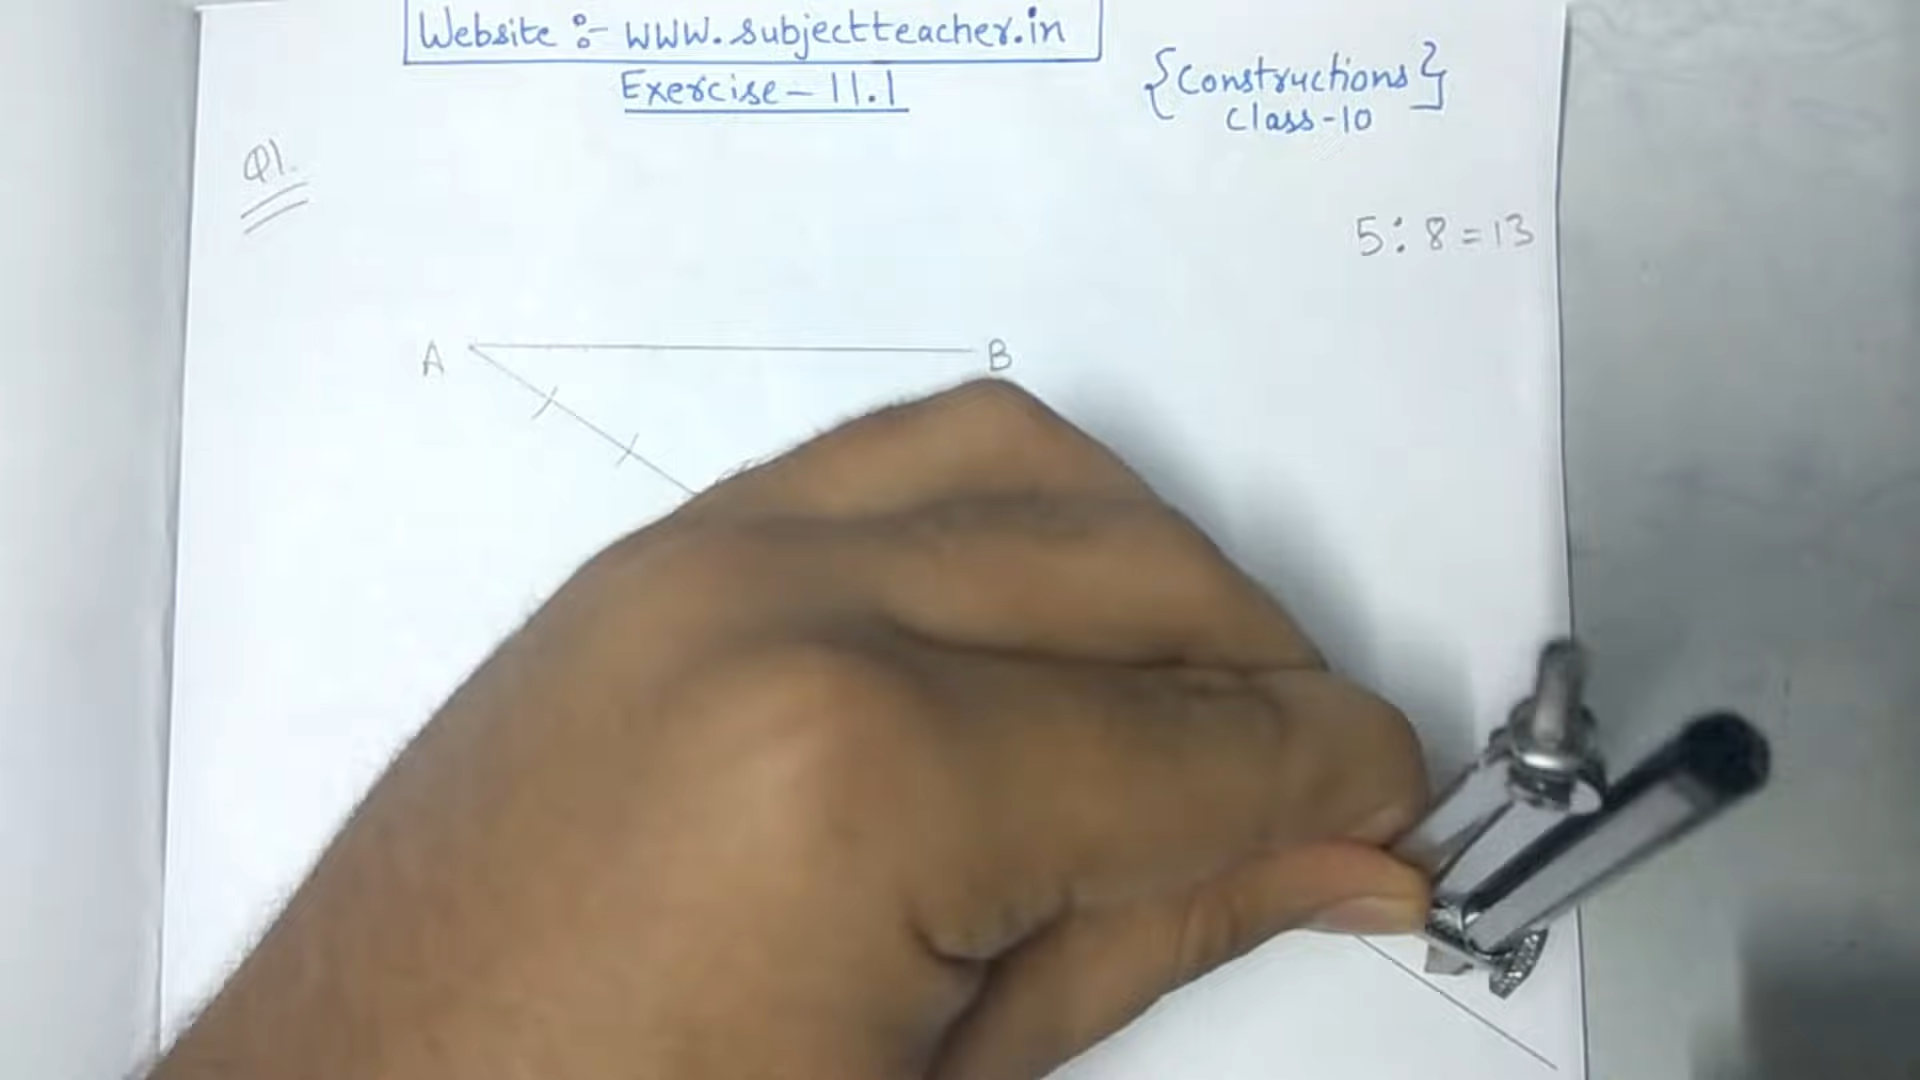 Website :- www.subjectteacher.in
Exercise - 11.1
{Constructions}
Class-10
Q1.
5:8=13
A
B